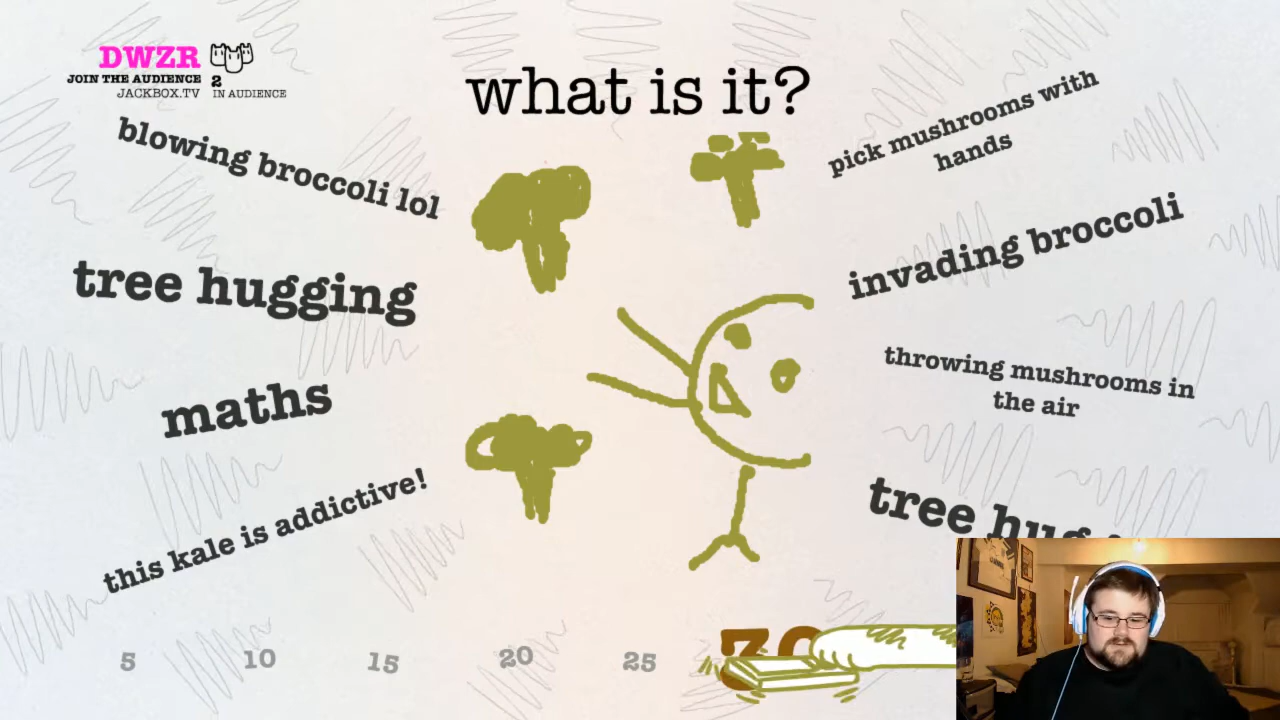 DWZR
JOIN THE AUDIENCE
JACKBOX.TV
2
IN AUDIENCE
what is it?
blowing broccoli lol
tree hugging
maths
this kale is addictive!
pick mushrooms with
hands
invading broccoli
throwing mushrooms in
the air
tree
5 10 15 20 25